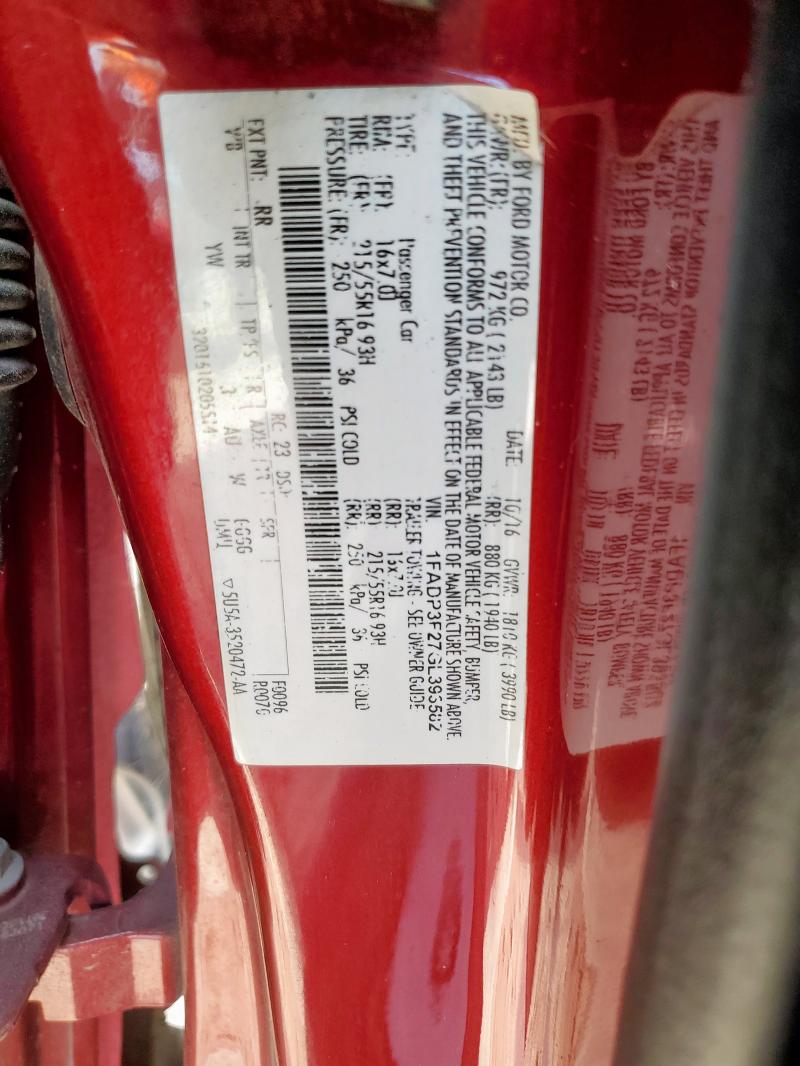 MFD. BY FORD MOTOR CO.
DATE: 10/16 GVWR: 1810 KG ( 3990 LB)
GAWR: (FR): 972 KG ( 2143 LB) (RR): 880 KG ( 1940 LB)
THIS VEHICLE CONFORMS TO ALL APPLICABLE FEDERAL MOTOR VEHICLE SAFETY, BUMPER,
AND THEFT PREVENTION STANDARDS IN EFFECT ON THE DATE OF MANUFACTURE SHOWN ABOVE.
VIN:
TYPE: Passenger Car TRAILER TOWING - SEE OWNER GUIDE
RIM: (FR): 16x7.0J (RR): 16x7.0J
TIRE: (FR): 215/55R16 93H (RR): 215/55R16 93H
PRESSURE: (FR): 250 kPa/ 36 PSI COLD (RR): 250 kPa/ 36 PSI COLD
F0096
EXT PNT: RR RC: 23 DSO:
INT TR TP/PS R AXLE TR SPR
YW 3 AU W
▽5U5A-3520472-AA